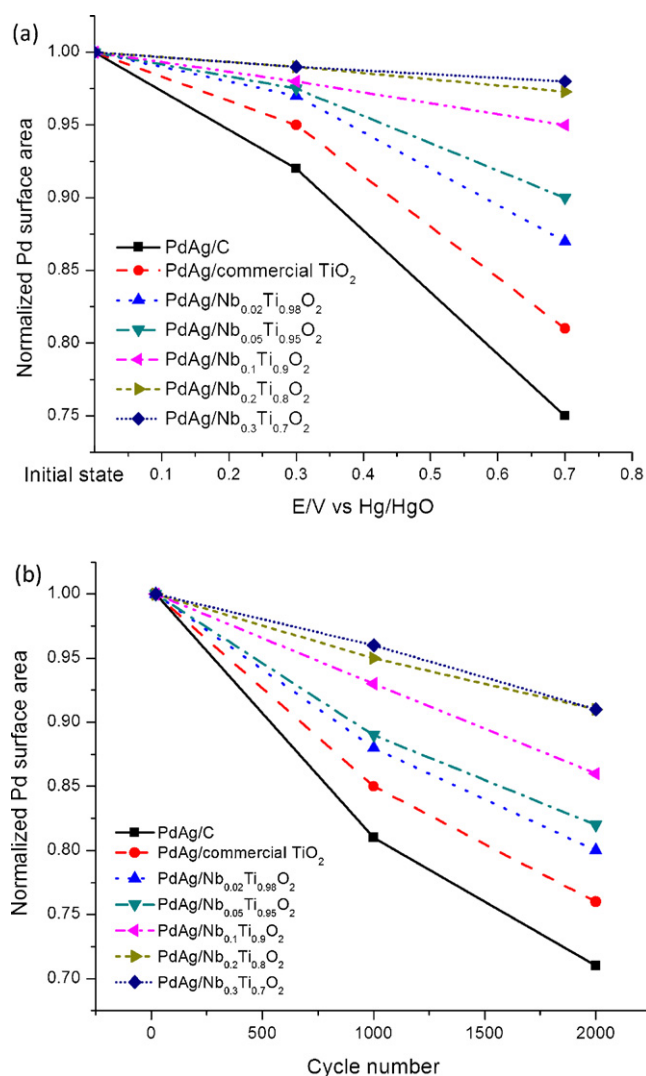 (a)
1.00
0.95
0.90
0.85
0.80
0.75
Normalized Pd surface area
PdAg/C
PdAg/commercial TiO₂
PdAg/Nb₀.₀₂Ti₀.₉₈O₂
PdAg/Nb₀.₀₅Ti₀.₉₅O₂
PdAg/Nb₀.₁Ti₀.₉O₂
PdAg/Nb₀.₂Ti₀.₈O₂
PdAg/Nb₀.₃Ti₀.₇O₂
Initial state 0.1 0.2 0.3 0.4 0.5 0.6 0.7 0.8
E/V vs Hg/HgO
(b)
1.00
0.95
0.90
0.85
0.80
0.75
0.70
Normalized Pd surface area
PdAg/C
PdAg/commercial TiO₂
PdAg/Nb₀.₀₂Ti₀.₉₈O₂
PdAg/Nb₀.₀₅Ti₀.₉₅O₂
PdAg/Nb₀.₁Ti₀.₉O₂
PdAg/Nb₀.₂Ti₀.₈O₂
PdAg/Nb₀.₃Ti₀.₇O₂
0 500 1000 1500 2000
Cycle number